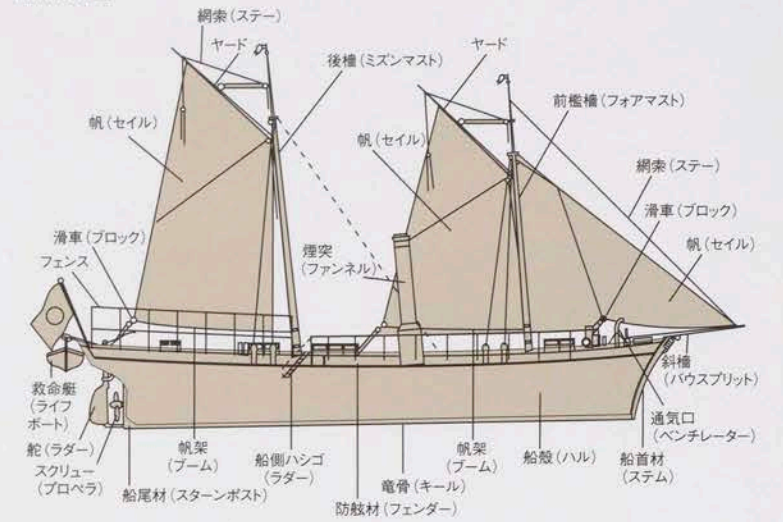 網索(ステー)
ヤード
後檣(ミズンマスト)
ヤード
前檣檣(フォアマスト)
帆(セイル)
帆(セイル)
網索(ステー)
滑車(ブロック)
滑車(ブロック)
フェンス
煙突
(ファンネル)
帆(セイル)
救命艇
(ライフ
ボート)
舵(ラダー)
スクリュー
(プロペラ)
船尾材(スターンポスト)
帆架
(ブーム)
船側ハシゴ
(ラダー)
防舷材(フェンダー)
竜骨(キール)
帆架
(ブーム)
船殻(ハル)
斜檣
(バウスプリット)
通気口
(ベンチレーター)
船首材
(ステム)